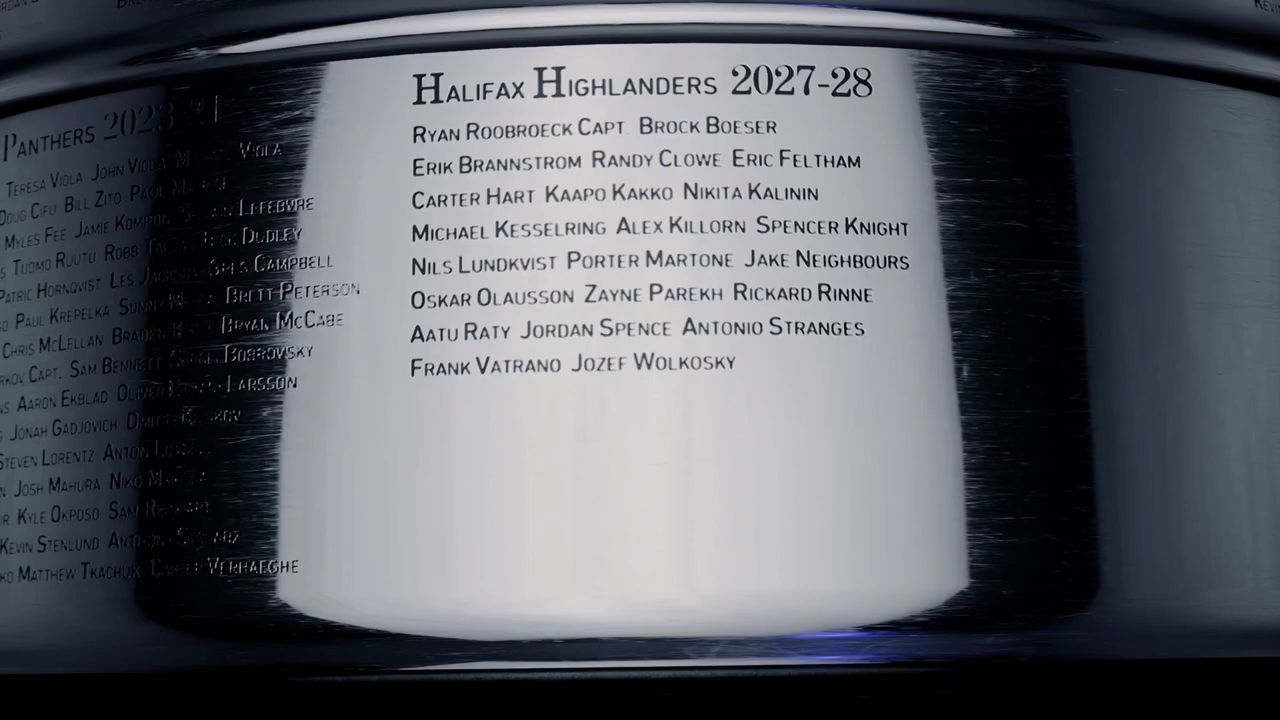 Halifax Highlanders 2027-28
Ryan Roobroeck Capt. Brock Boeser
Erik Brannstrom Randy Clowe Eric Feltham
Carter Hart Kaapo Kakko Nikita Kalinin
Michael Kesselring Alex Killorn Spencer Knight
Nils Lundkvist Porter Martone Jake Neighbours
Oskar Olausson Zayne Parekh Rickard Rinne
Aatu Raty Jordan Spence Antonio Stranges
Frank Vatrano Jozef Wolkosky
Panthers
Teresa Viola John Viola Viola
Doug Cifu Bill Zito
Myles Fee Jamie Lefebvre
Tuomo Ruutu Robb Dudley
Patric Hornqvist Les Greg Campbell
Paul Krepelka Brett Peterson
Chris McLellan Bryan McCabe
Capt. Sam Bennett Bobrovsky
Aaron Ekblad Larsson
Jonah Gadjovich
Steven Lorentz Anton
Josh Mahura Niko
Kyle Okposo Sam
Kevin Stenlund
Matthew Tkachuk Verhaeghe